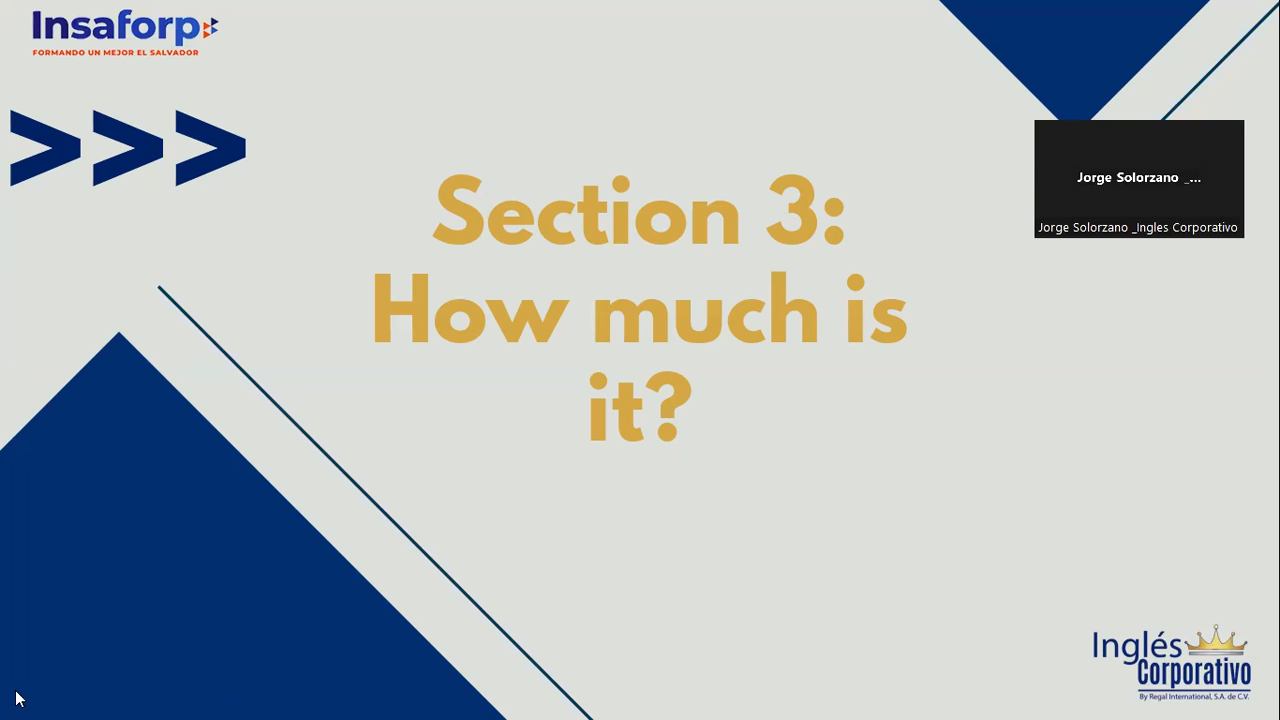 Insaforp
FORMANDO UN MEJOR EL SALVADOR
>>>
Section 3:
How much is
it?
Jorge Solorzano _...
Jorge Solorzano _Ingles Corporativo
Inglés
Corporativo
By Regal International, S.A. de C.V.